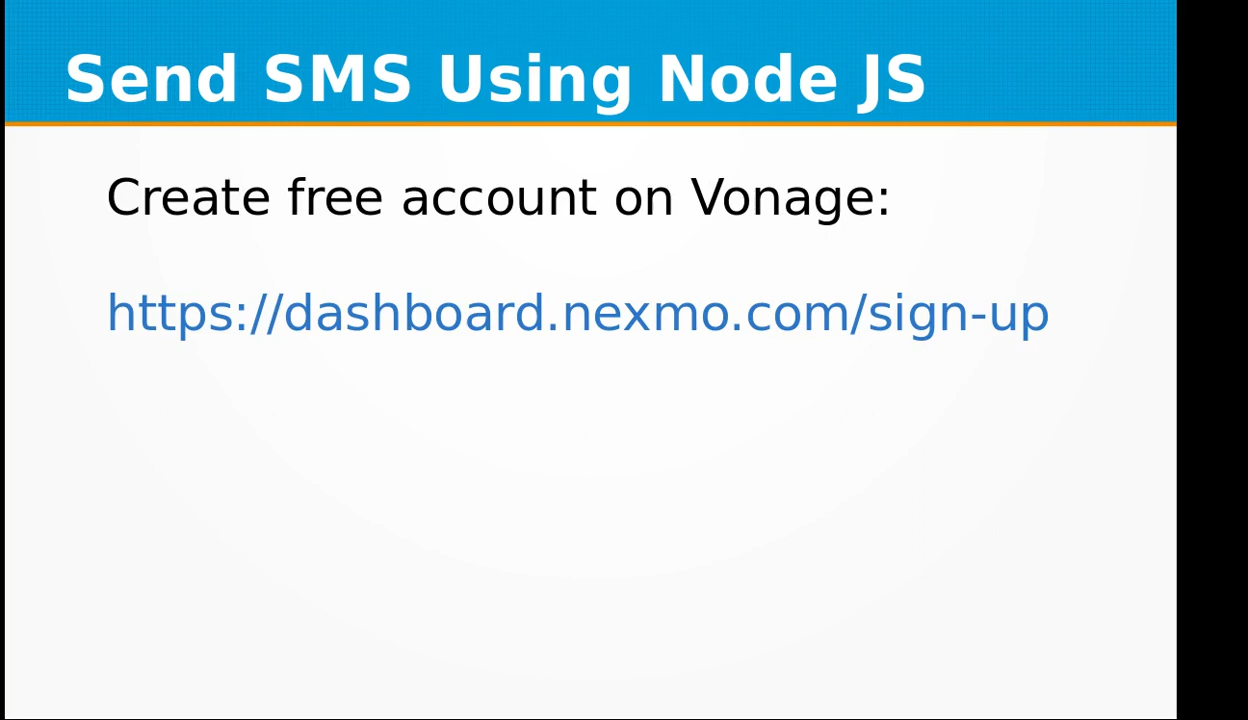 Send SMS Using Node JS
Create free account on Vonage:
https://dashboard.nexmo.com/sign-up